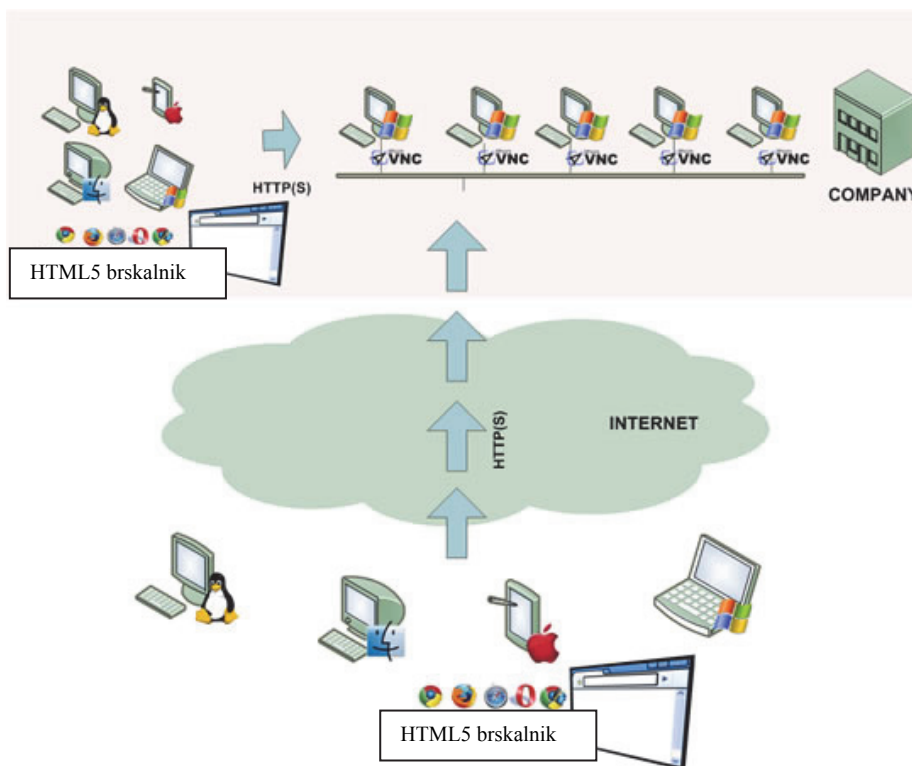 VNC VNC VNC VNC VNC
HTTP(S)
COMPANY
HTML5 brskalnik
INTERNET
HTTP(S)
HTML5 brskalnik